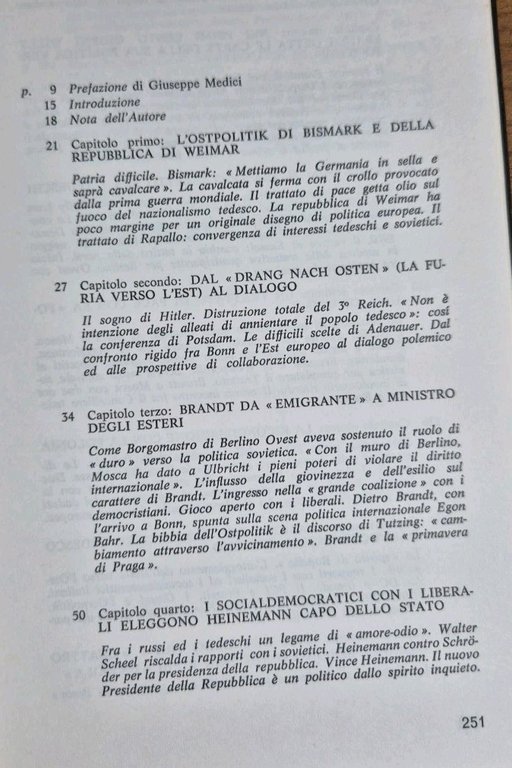 p. 9 Prefazione di Giuseppe Medici
15 Introduzione
18 Nota dell'Autore
21 Capitolo primo: L'OSTPOLITIK DI BISMARK E DELLA
REPUBBLICA DI WEIMAR
Patria difficile. Bismark: « Mettiamo la Germania in sella e
saprà cavalcare ». La cavalcata si ferma con il crollo provocato
dalla prima guerra mondiale. Il trattato di pace getta olio sul
fuoco del nazionalismo tedesco. La repubblica di Weimar ha
poco margine per un originale disegno di politica europea. Il
trattato di Rapallo: convergenza di interessi tedeschi e sovietici.
27 Capitolo secondo: DAL « DRANG NACH OSTEN » (LA FU-
RIA VERSO L'EST) AL DIALOGO
Il sogno di Hitler. Distruzione totale del 3º Reich. « Non è
intenzione degli alleati di annientare il popolo tedesco »: così
la conferenza di Potsdam. Le difficili scelte di Adenauer. Dal
confronto rigido fra Bonn e l'Est europeo al dialogo polemico
ed alle prospettive di collaborazione.
34 Capitolo terzo: BRANDT DA « EMIGRANTE » A MINISTRO
DEGLI ESTERI
Come Borgomastro di Berlino Ovest aveva sostenuto il ruolo di
« duro » verso la politica sovietica. « Con il muro di Berlino,
Mosca ha dato a Ulbricht i pieni poteri di violare il diritto
internazionale ». L'influsso della giovinezza e dell'esilio sul
carattere di Brandt. L'ingresso nella « grande coalizione » con i
democristiani. Gioco aperto con i liberali. Dietro Brandt, con
l'arrivo a Bonn, spunta sulla scena politica internazionale Egon
Bahr. La bibbia dell'Ostpolitik è il discorso di Tutzing: « cam-
biamento attraverso l'avvicinamento ». Brandt e la « primavera
di Praga ».
50 Capitolo quarto: I SOCIALDEMOCRATICI CON I LIBERA-
LI ELEGGONO HEINEMANN CAPO DELLO STATO
Fra i russi ed i tedeschi un legame di « amore-odio ». Walter
Scheel riscalda i rapporti con i sovietici. Heinemann contro Schrö-
der per la presidenza della repubblica. Vince Heinemann. Il nuovo
Presidente della Repubblica è un politico dallo spirito inquieto.
251